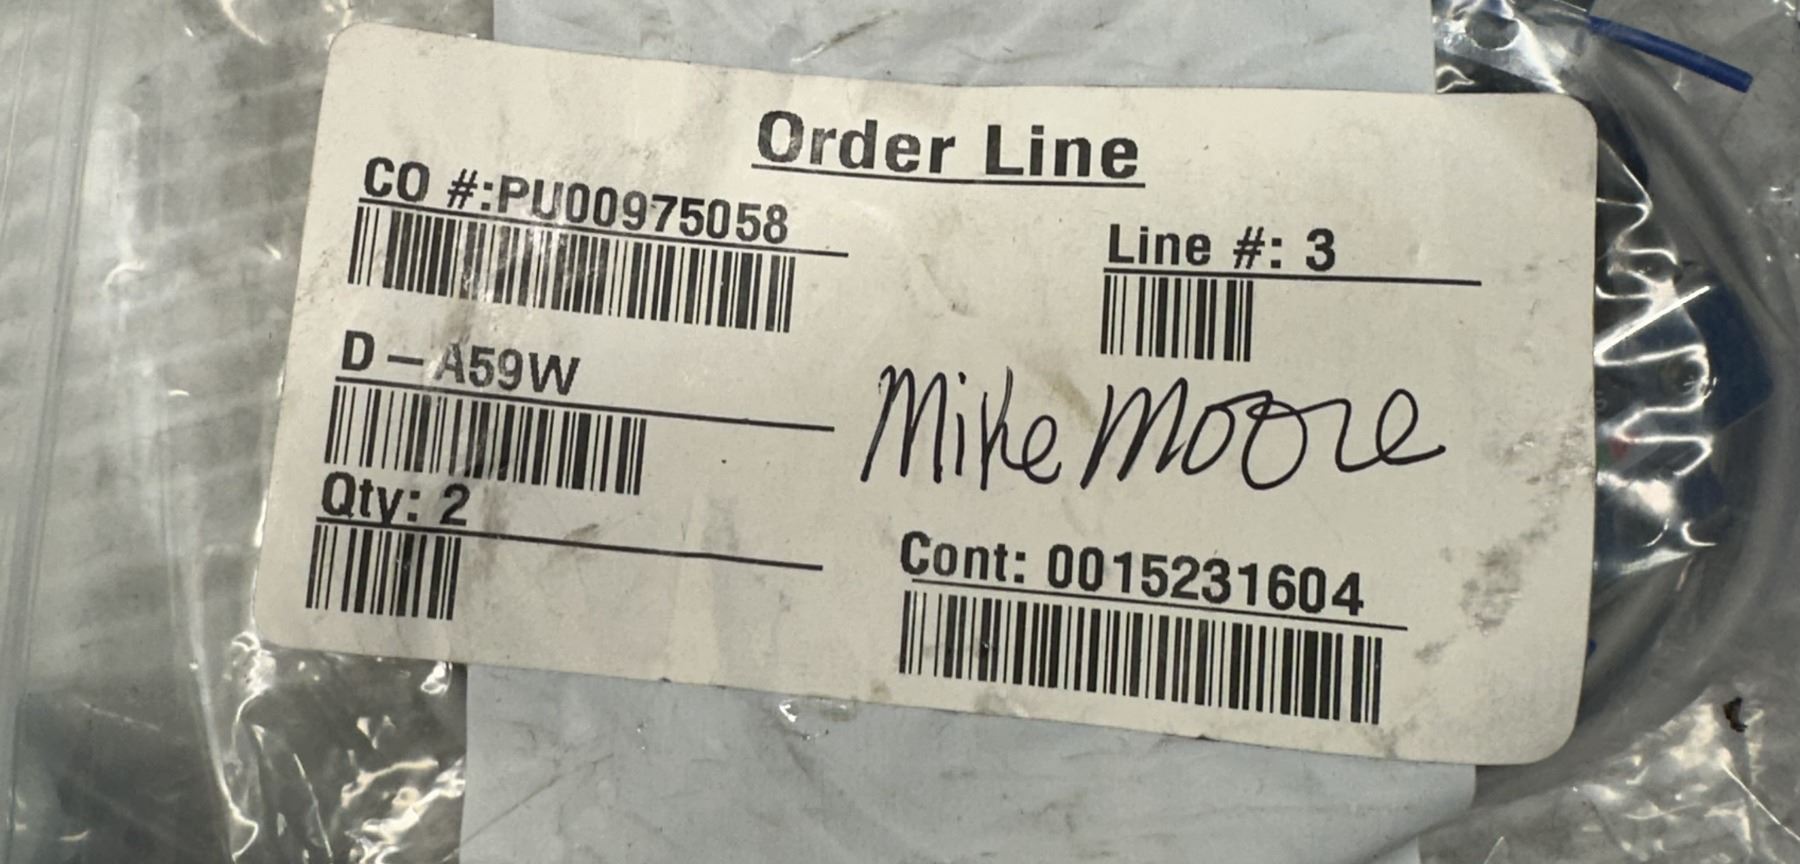 Order Line
CO #:PU00975058
Line #: 3
D-A59W
Mike Moore
Qty: 2
Cont: 0015231604